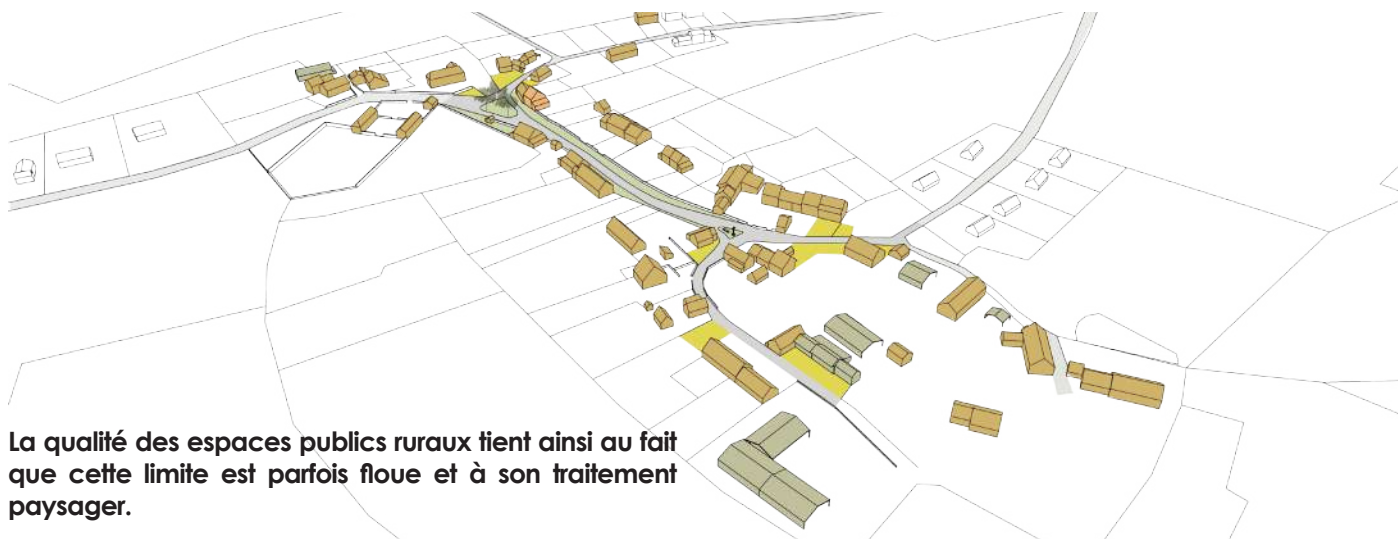 La qualité des espaces publics ruraux tient ainsi au fait
que cette limite est parfois floue et à son traitement
paysager.